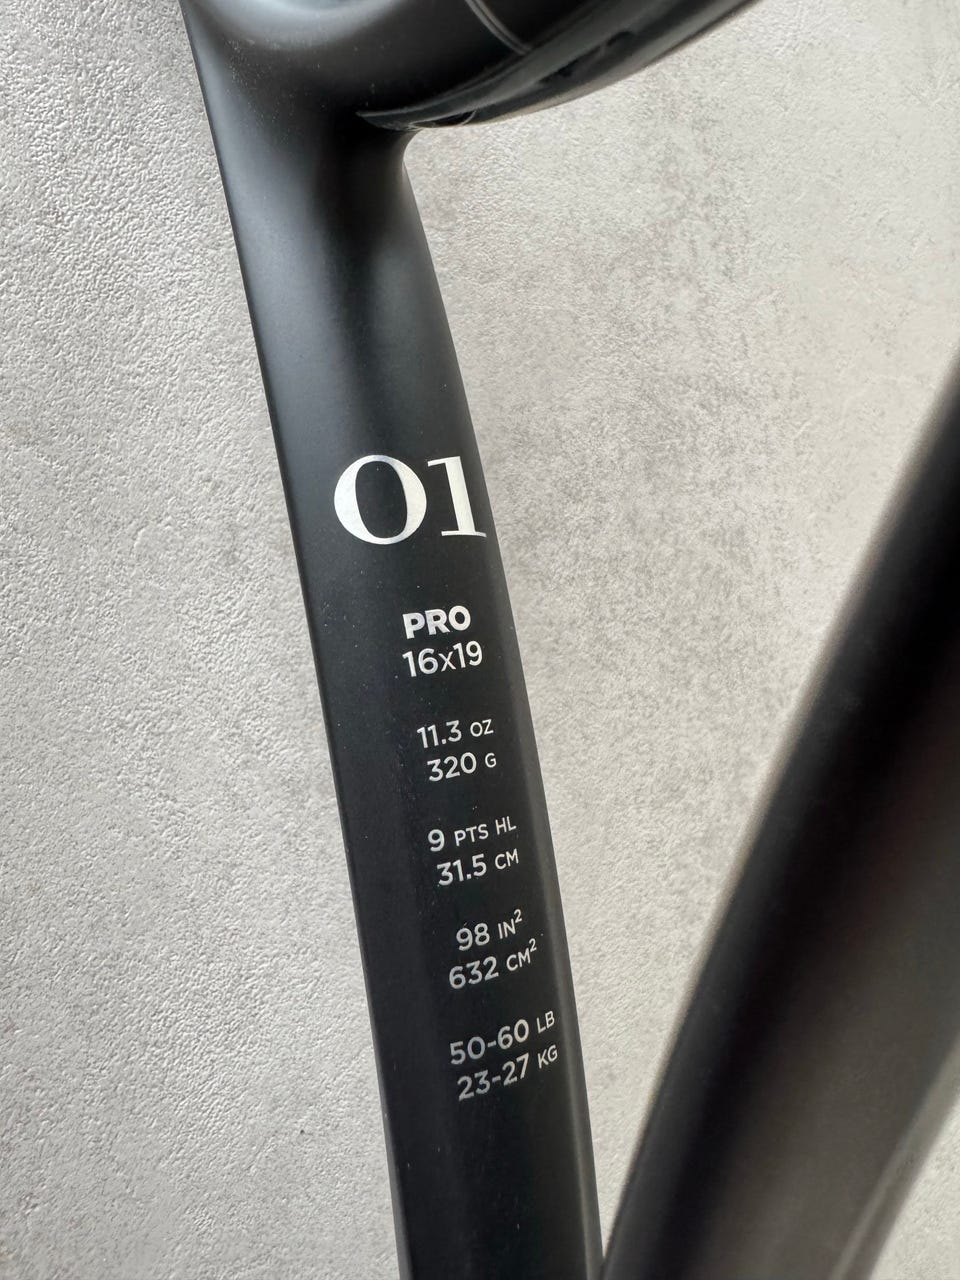 01
PRO
16x19
11.3 OZ
320 G
9 PTS HL
31.5 CM
98 IN²
632 CM²
50-60 LB
23-27 KG